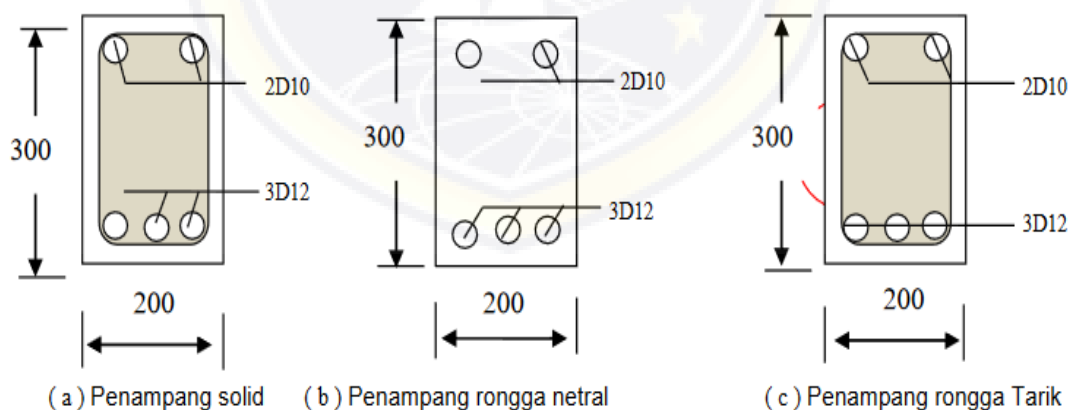 2D10
300
3D12
200
( a ) Penampang solid
2D10
300
3D12
200
( b ) Penampang rongga netral
2D10
300
3D12
200
( c ) Penampang rongga Tarik